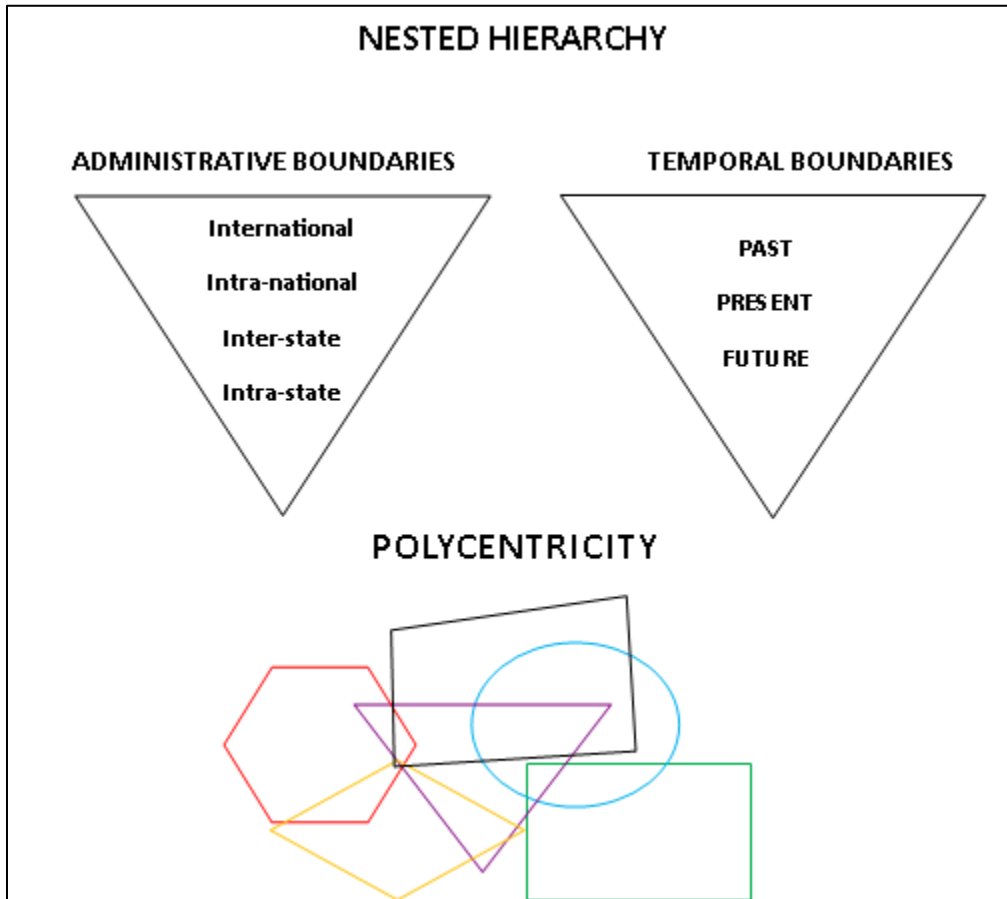 NESTED HIERARCHY
ADMINISTRATIVE BOUNDARIES
International
Intra-national
Inter-state
Intra-state
TEMPORAL BOUNDARIES
PAST
PRESENT
FUTURE
POLYCENTRICITY